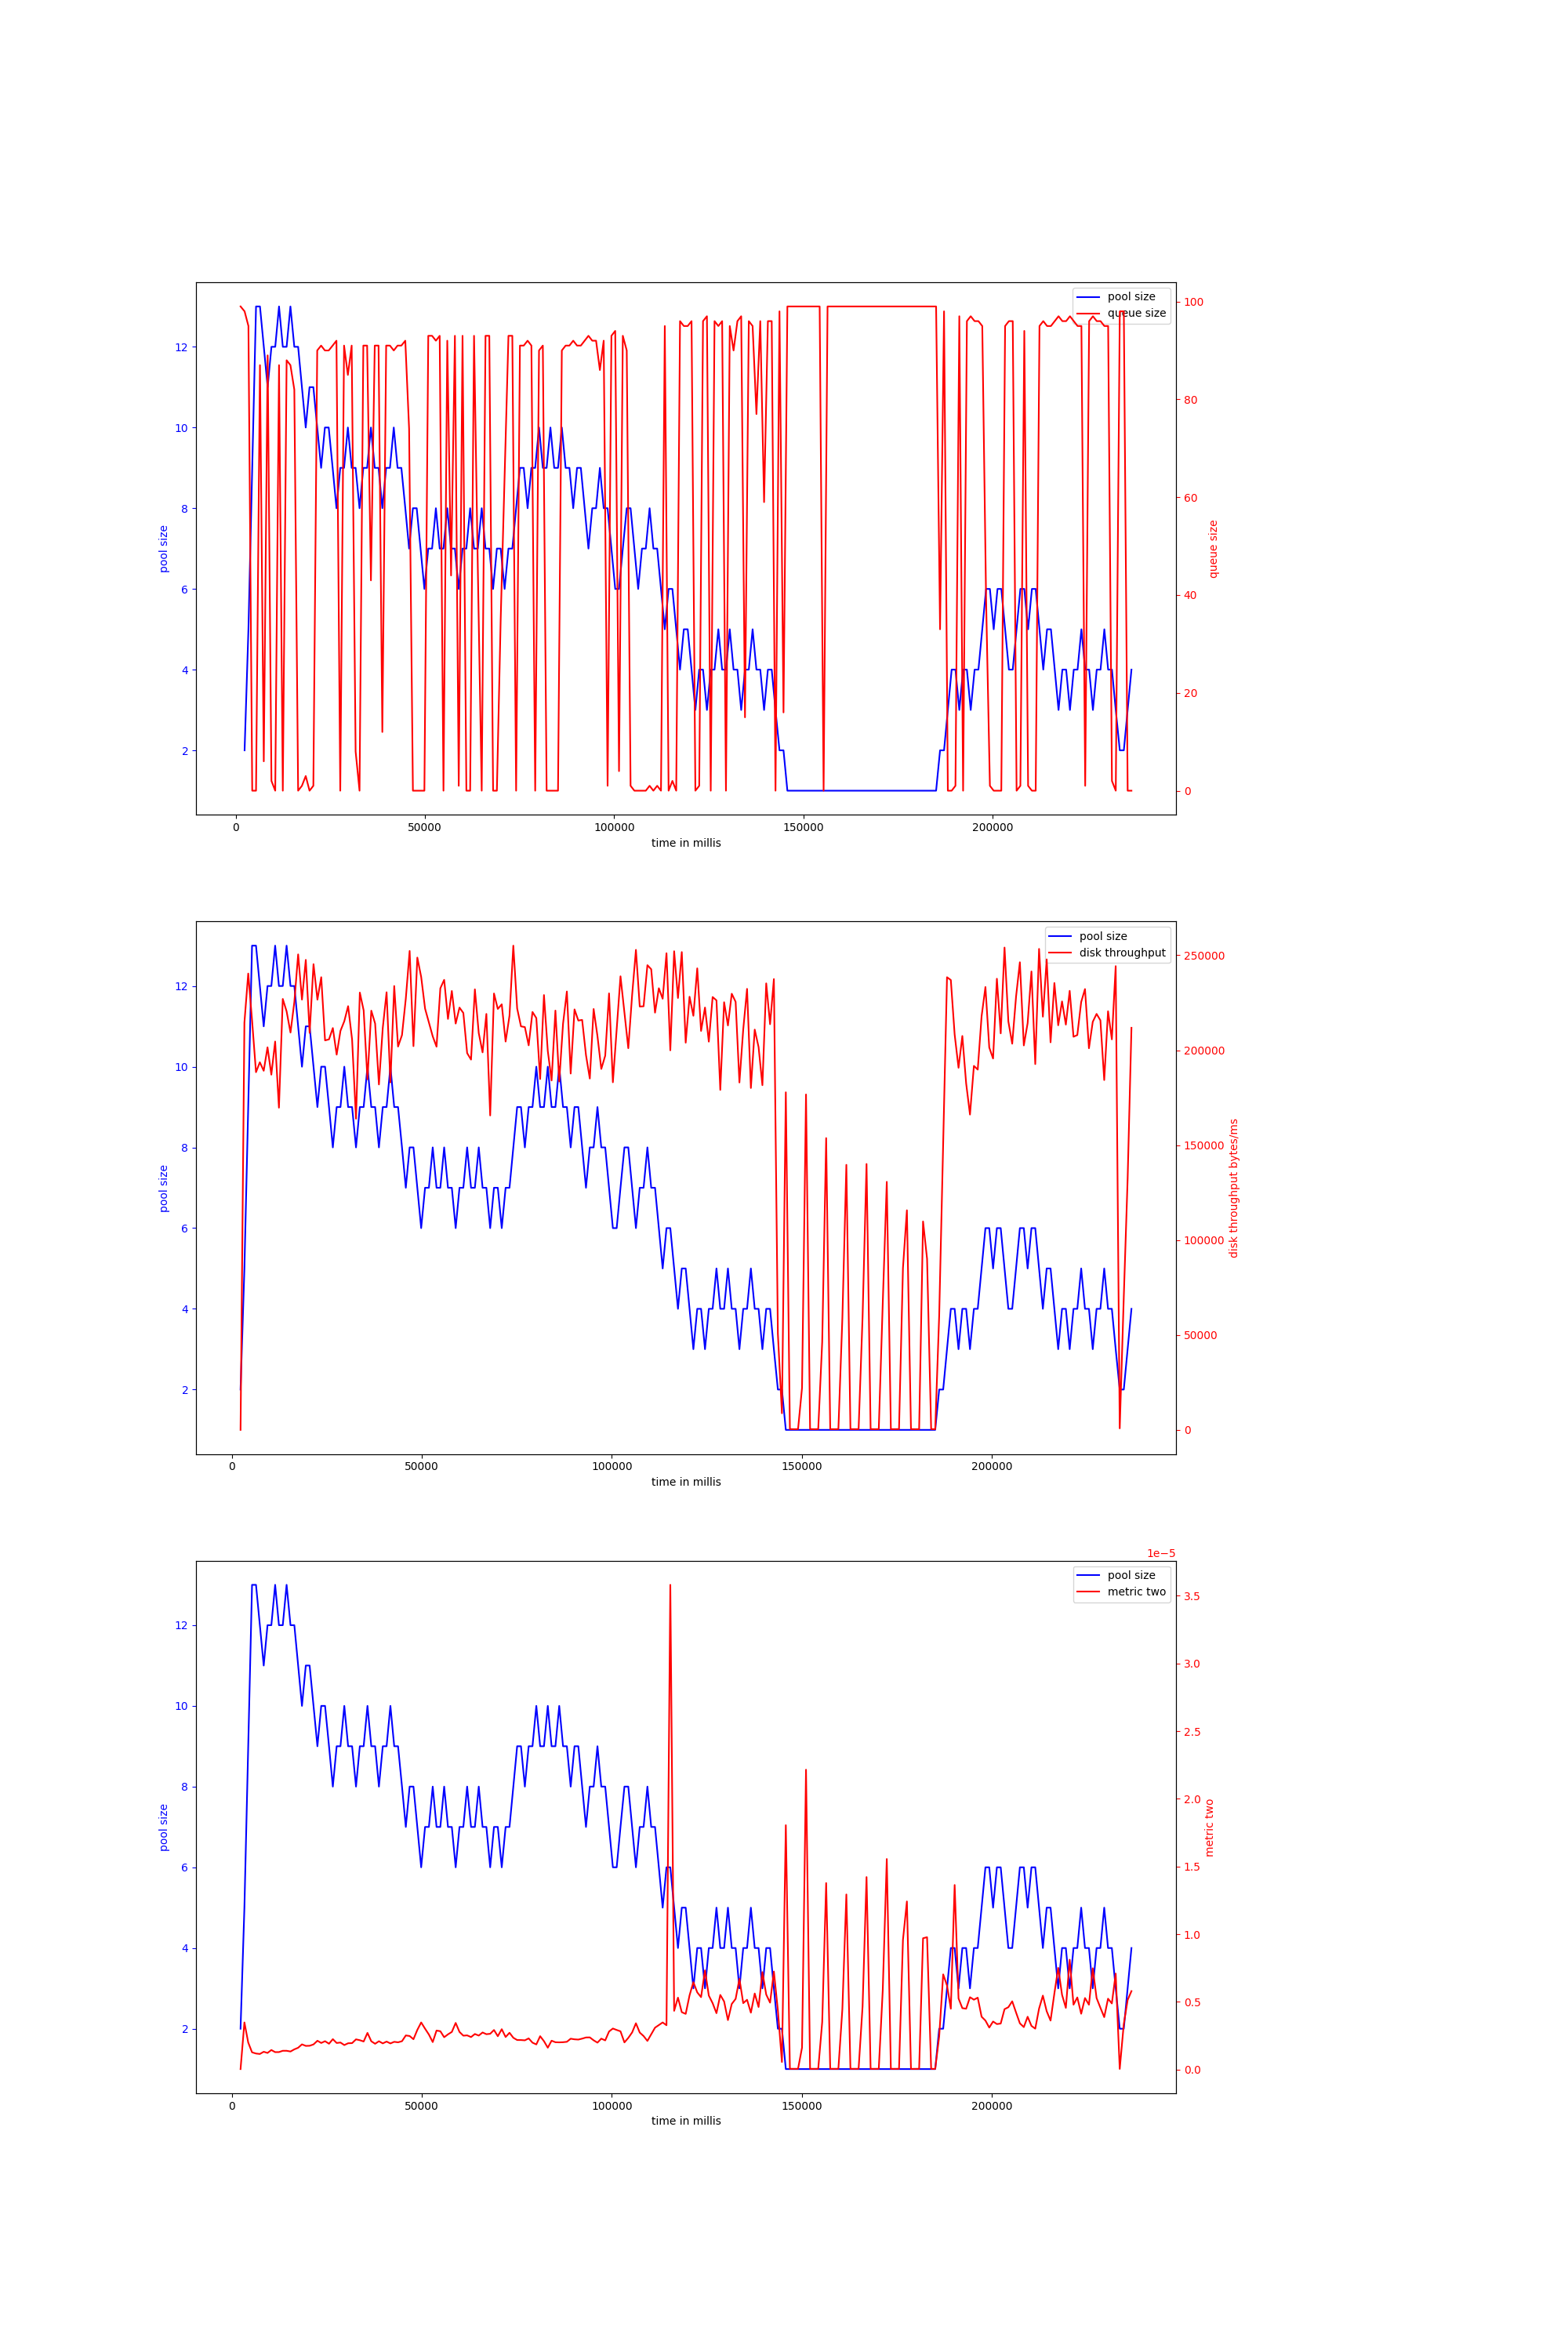 pool size
queue size
12
10
8
6
4
2
pool size
100
80
60
40
20
0
queue size
0 50000 100000 150000 200000
time in millis
pool size
disk throughput
12
10
8
6
4
2
pool size
250000
200000
150000
100000
50000
0
disk throughput bytes/ms
0 50000 100000 150000 200000
time in millis
1e−5
pool size
metric two
12
10
8
6
4
2
pool size
3.5
3.0
2.5
2.0
1.5
1.0
0.5
0.0
metric two
0 50000 100000 150000 200000
time in millis